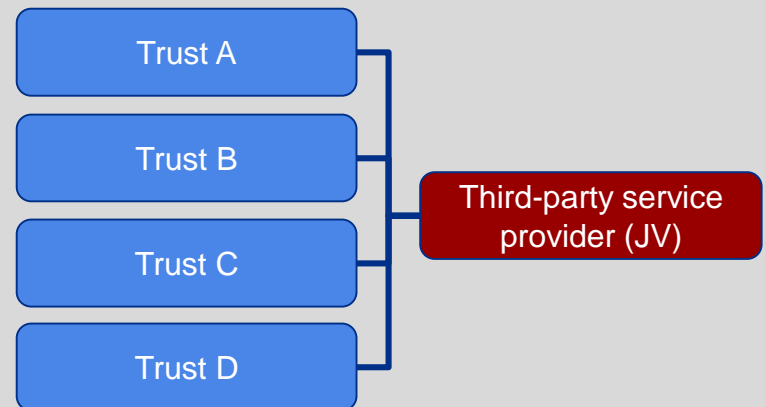 Trust A
Trust B
Trust C
Trust D
Third-party service
provider (JV)